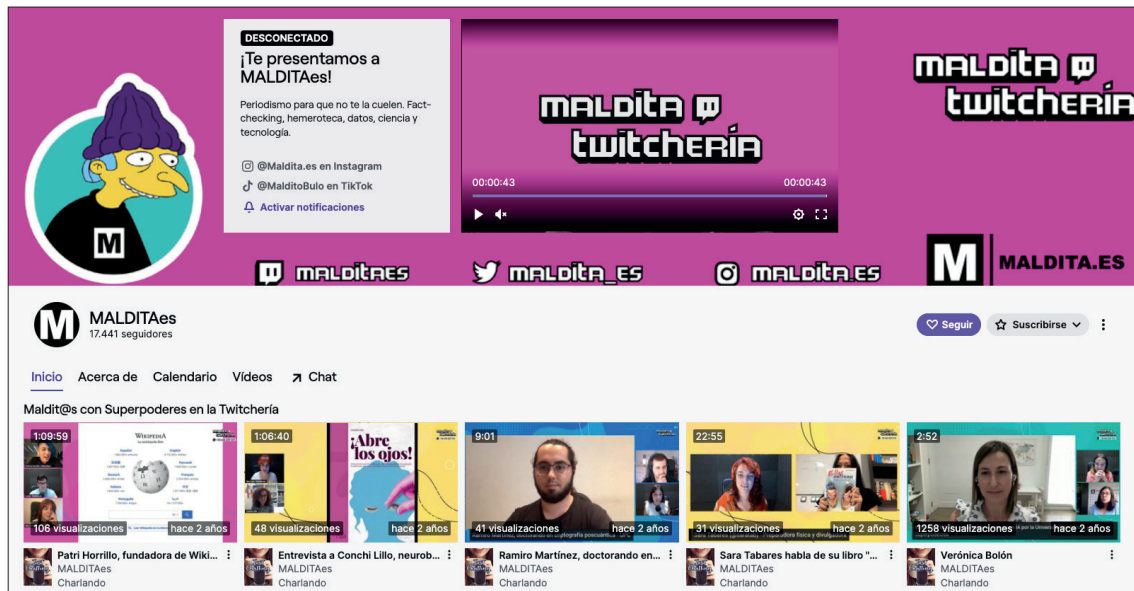 DESCONECTADO
¡Te presentamos a
MALDITAes!
Periodismo para que no te la cuelen. Fact-
checking, hemeroteca, datos, ciencia y
tecnología.
@Maldita.es en Instagram
@MalditoBulo en TikTok
Activar notificaciones
maldita
twitchería
00:00:43
00:00:43
maldita
twitchería
malditaes
maldita_es
maldita.es
M
M
MALDITA.ES
M
MALDITAes
17.441 seguidores
Seguir
Suscribirse
Inicio
Acerca de
Calendario
Vídeos
Chat
Maldit@s con Superpoderes en la Twitchería
1:09:59
WIKIPEDIA
106 visualizaciones
hace 2 años
Patri Horrillo, fundadora de Wiki...
MALDITAes
Charlando
1:06:40
¡Abre
los ojos!
48 visualizaciones
hace 2 años
Entrevista a Conchi Lillo, neurob...
MALDITAes
Charlando
9:01
41 visualizaciones
hace 2 años
Ramiro Martínez, doctorando en...
MALDITAes
Charlando
22:55
31 visualizaciones
hace 2 años
Sara Tabares habla de su libro "...
MALDITAes
Charlando
2:52
1258 visualizaciones
hace 2 años
Verónica Bolón
MALDITAes
Charlando